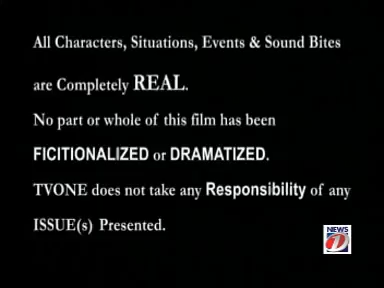 All Characters, Situations, Events & Sound Bites
are Completely REAL.
No part or whole of this film has been
FICITIONALIZED or DRAMATIZED.
TVONE does not take any Responsibility of any
ISSUE(s) Presented.
NEWS
1